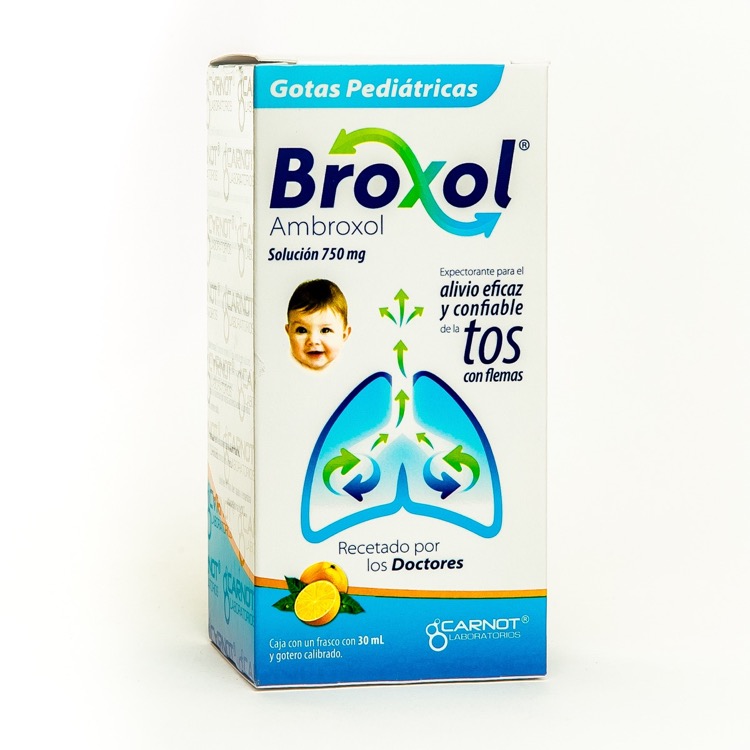 Gotas Pediátricas
Broxol®
Ambroxol
Solución 750 mg
Expectorante para el
alivio eficaz
y confiable
de la tos
con flemas
Recetado por
los Doctores
Caja con un frasco con 30 mL
y gotero calibrado.
CARNOT®
LABORATORIOS